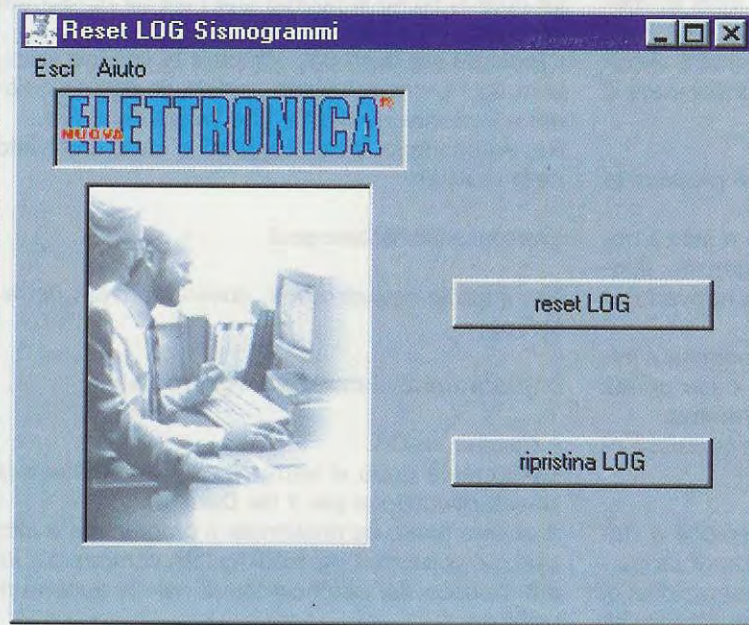 Reset LOG Sismogrammi
Esci Aiuto
NUOVA ELETTRONICA
reset LOG
ripristina LOG